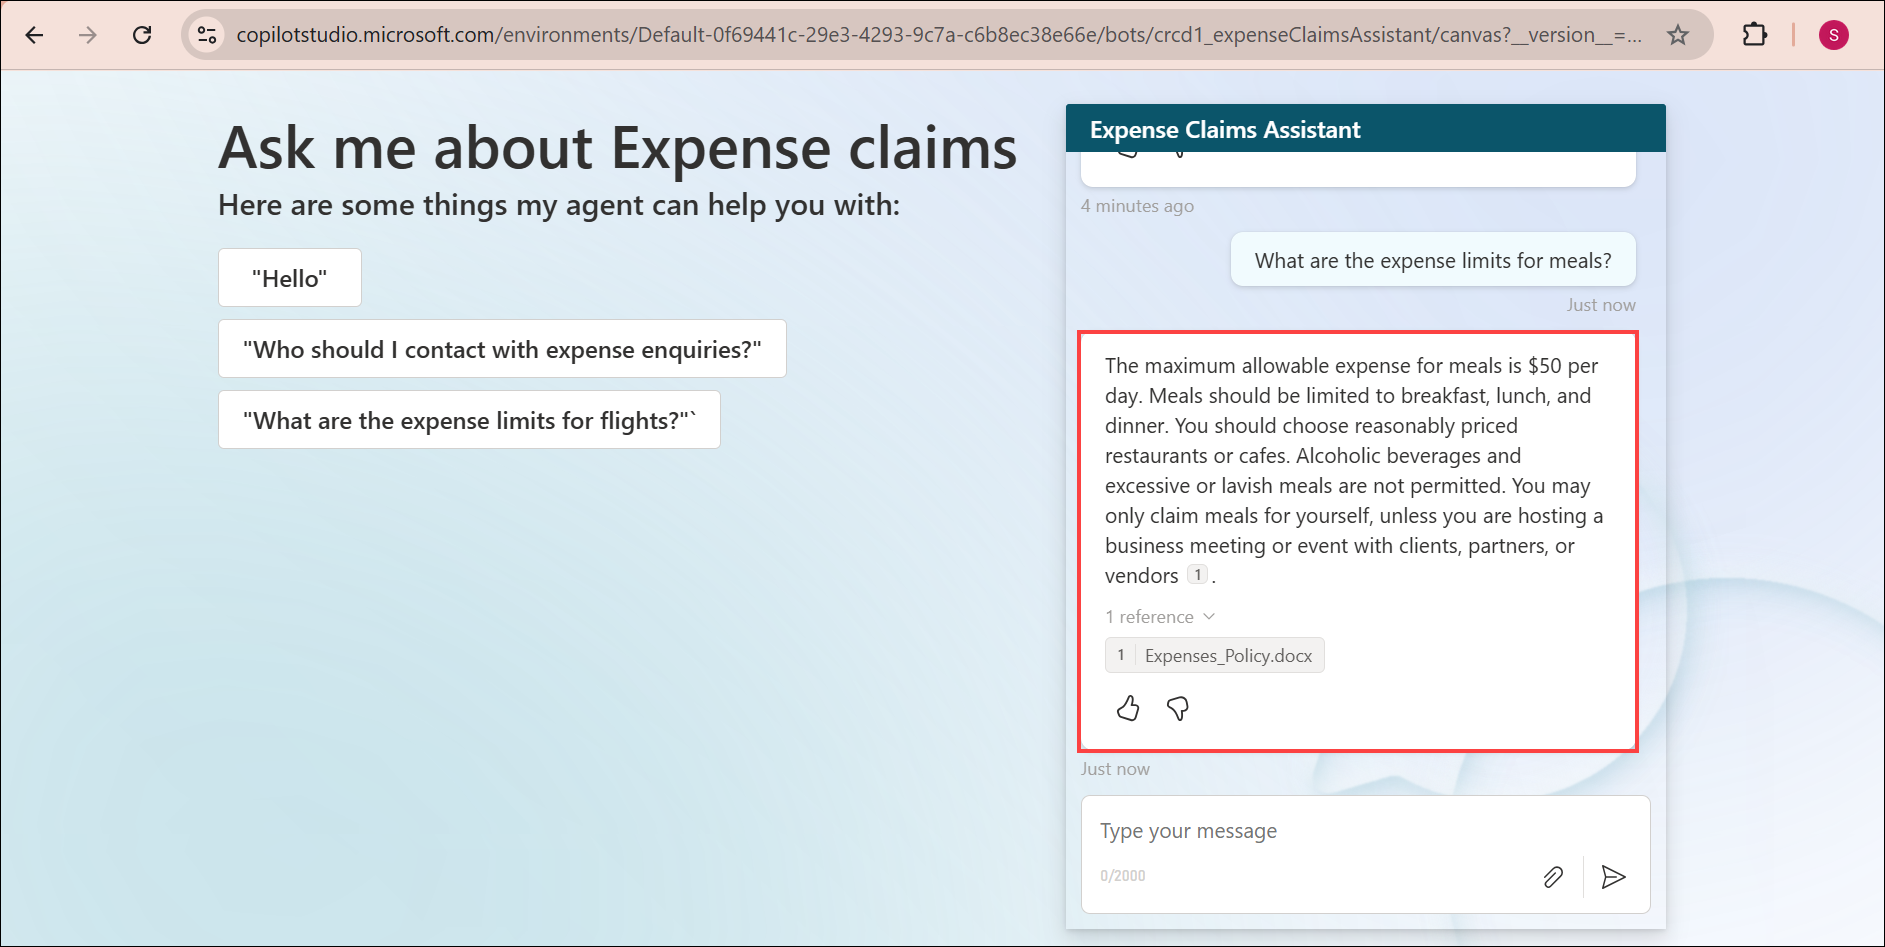 copilotstudio.microsoft.com/environments/Default-0f69441c-29e3-4293-9c7a-c6b8ec38e66e/bots/crcd1_expenseClaimsAssistant/canvas?__version__=...
S
Ask me about Expense claims
Here are some things my agent can help you with:
"Hello"
"Who should I contact with expense enquiries?"
"What are the expense limits for flights?"`
Expense Claims Assistant
4 minutes ago
What are the expense limits for meals?
Just now
The maximum allowable expense for meals is $50 per
day. Meals should be limited to breakfast, lunch, and
dinner. You should choose reasonably priced
restaurants or cafes. Alcoholic beverages and
excessive or lavish meals are not permitted. You may
only claim meals for yourself, unless you are hosting a
business meeting or event with clients, partners, or
vendors 1 .
1 reference
1 Expenses_Policy.docx
Just now
Type your message
0/2000